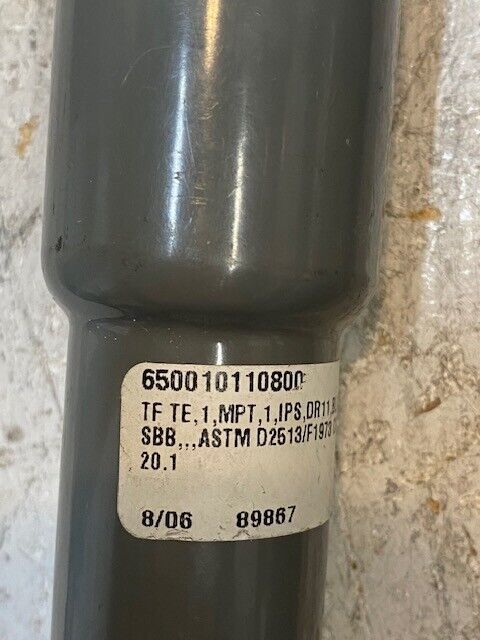 650010110800
TF TE,1,MPT,1,IPS,DR11,
SBB,,,ASTM D2513/F1973
20.1
8/06 89867